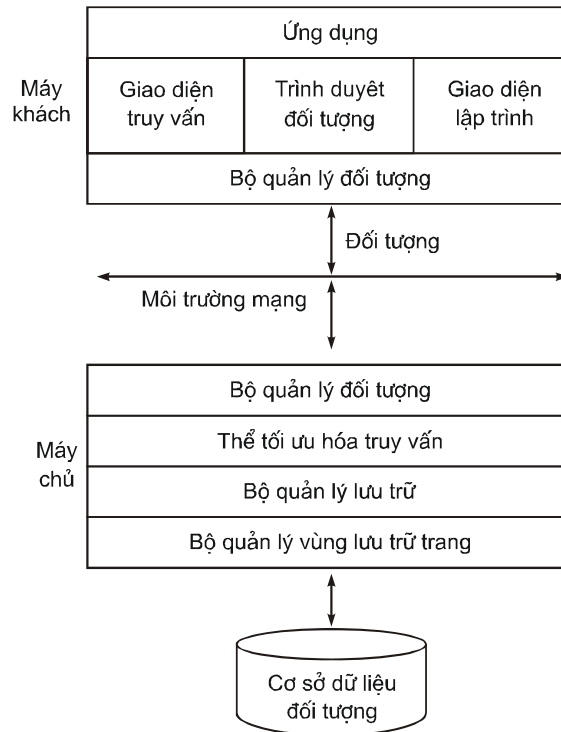 Ứng dụng
Máy
khách
Giao diện
truy vấn
Trình duyêt
đối tượng
Giao diện
lập trình
Bộ quản lý đối tượng
Đối tượng
Môi trường mạng
Máy
chủ
Bộ quản lý đối tượng
Thể tối ưu hóa truy vấn
Bộ quản lý lưu trữ
Bộ quản lý vùng lưu trữ trang
Cơ sở dữ liệu
đối tượng